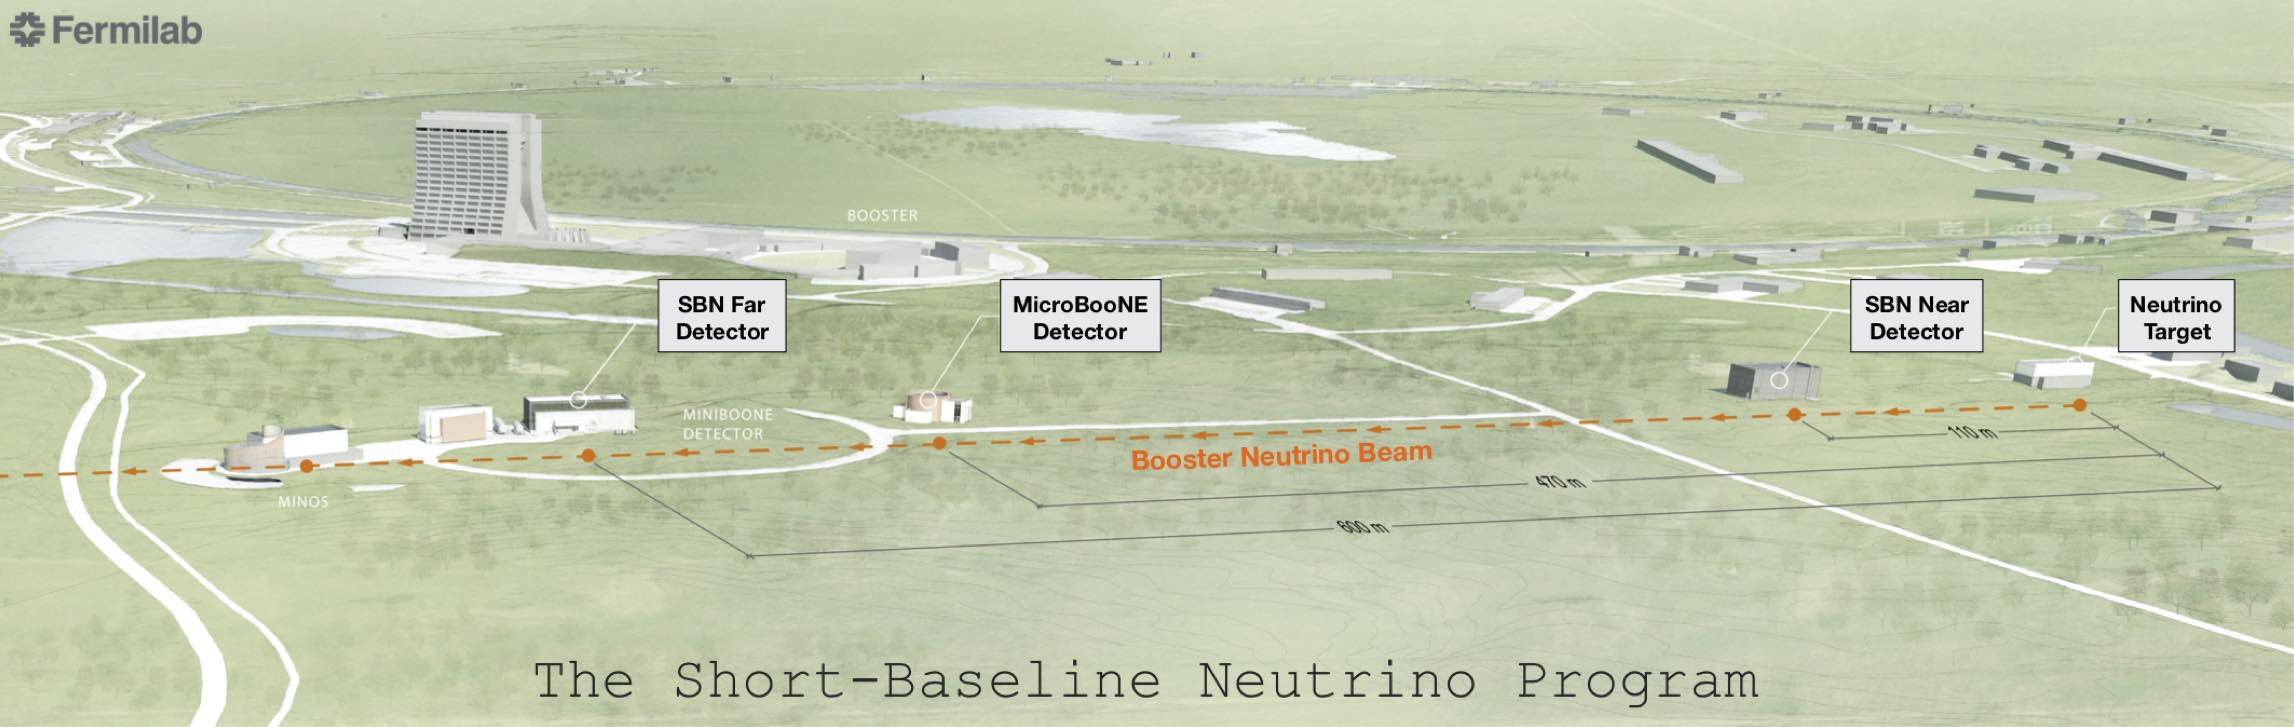 Fermilab
BOOSTER
SBN Far
Detector
MicroBooNE
Detector
SBN Near
Detector
Neutrino
Target
MINIBOONE
DETECTOR
110 m
Booster Neutrino Beam
470 m
MINOS
600 m
The Short-Baseline Neutrino Program